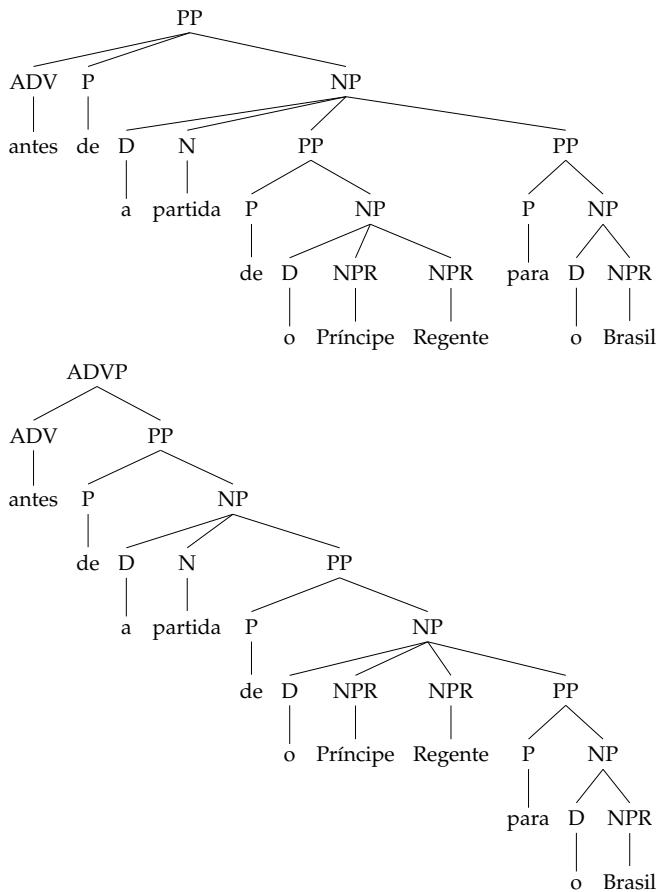 PP
ADV P NP
antes de D N PP PP
a partida P NP P NP
de D NPR NPR para D NPR
o Príncipe Regente o Brasil
ADVP
ADV PP
antes P NP
de D N PP
a partida P NP
de D NPR NPR PP
o Príncipe Regente P NP
para D NPR
o Brasil